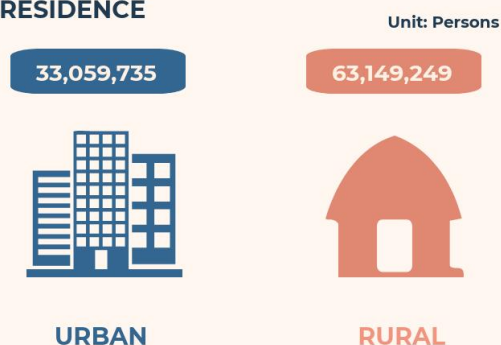 RESIDENCE
Unit: Persons
33,059,735
63,149,249
URBAN
RURAL